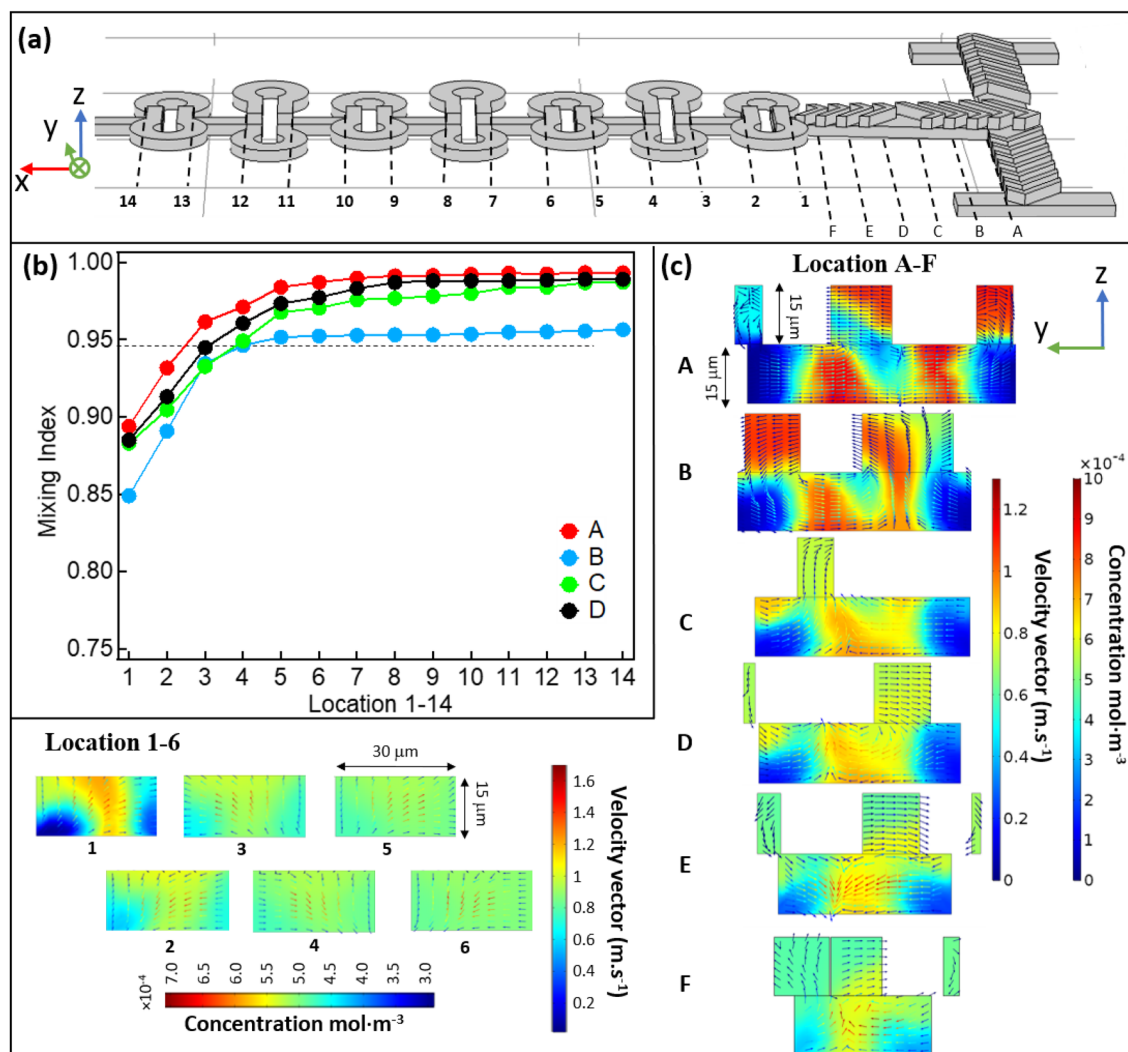 (a)
Z
y
X
14 13 12 11 10 9 8 7 6 5 4 3 2 1
F E D C B A
(b)
1.00
0.95
0.90
0.85
0.80
0.75
Mixing Index
A
B
C
D
1 2 3 4 5 6 7 8 9 10 11 12 13 14
Location 1-14
(c)
Location A-F
Z
y
15 µm
15 µm
A
B
C
D
E
F
1.2
1
0.8
0.6
0.4
0.2
0
Velocity vector (m.s⁻¹)
×10⁻⁴
10
9
8
7
6
5
4
3
2
1
0
Concentration mol·m⁻³
Location 1-6
30 µm
15 µm
1 3 5
2 4 6
×10⁻⁴ 7.0 6.5 6.0 5.5 5.0 4.5 4.0 3.5 3.0
Concentration mol·m⁻³
1.6
1.4
1.2
1
0.8
0.6
0.4
0.2
Velocity vector (m.s⁻¹)